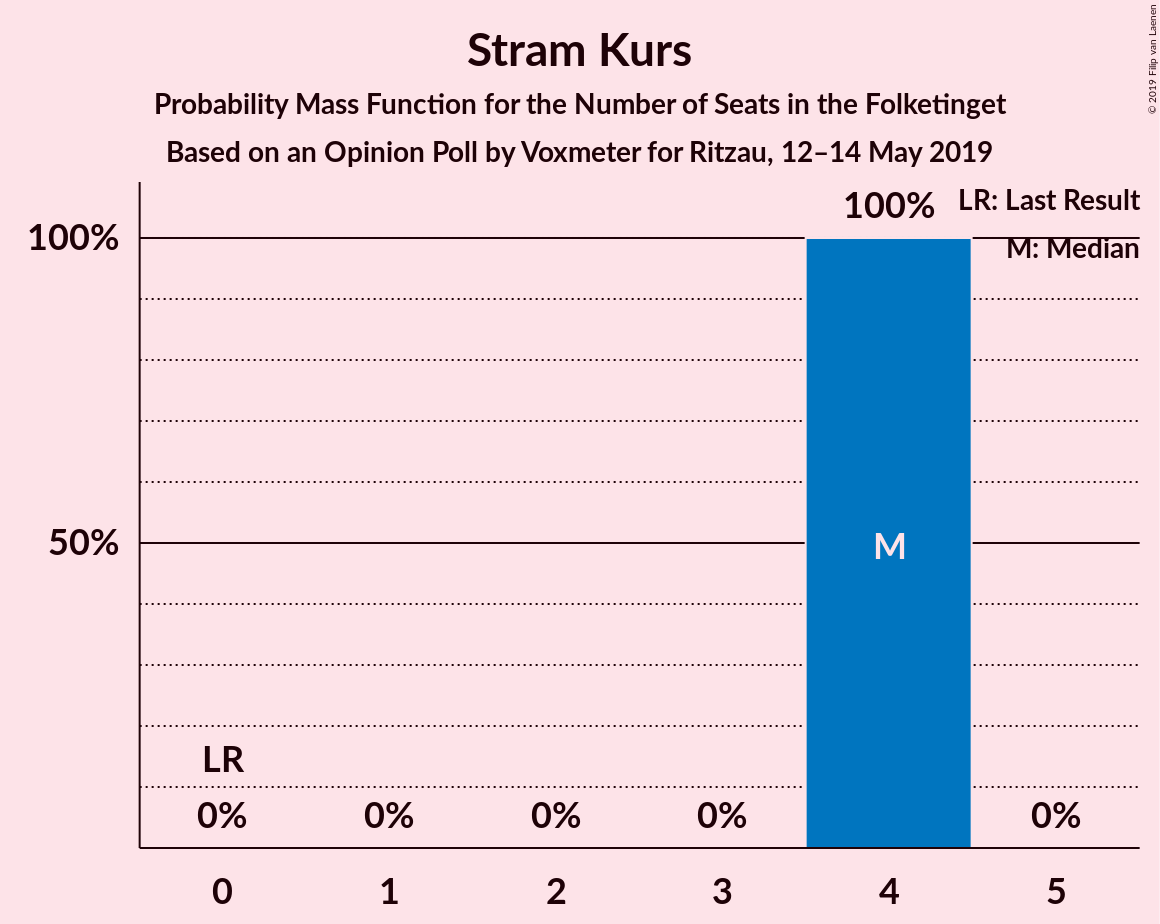 Stram Kurs
Probability Mass Function for the Number of Seats in the Folketinget
Based on an Opinion Poll by Voxmeter for Ritzau, 12–14 May 2019
© 2019 Filip van Laenen
LR: Last Result
M: Median
100%
100%
50%
M
LR
0%
0%
0%
0%
0%
0
1
2
3
4
5